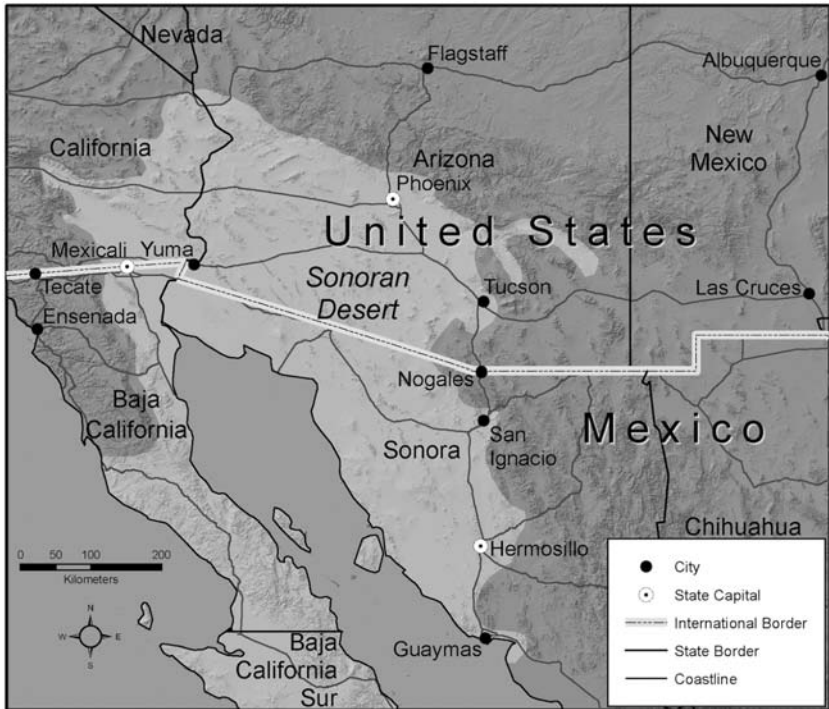 Nevada
Flagstaff
Albuquerque
California
Arizona
New
Mexico
Phoenix
United States
Mexicali Yuma
Sonoran
Desert
Tecate
Tucson
Las Cruces
Ensenada
Nogales
Baja
California
San
Ignacio
Mexico
Sonora
Chihuahua
0 50 100 200
Kilometers
Hermosillo
N
W E
S
Guaymas
Baja
California
Sur
City
State Capital
International Border
State Border
Coastline